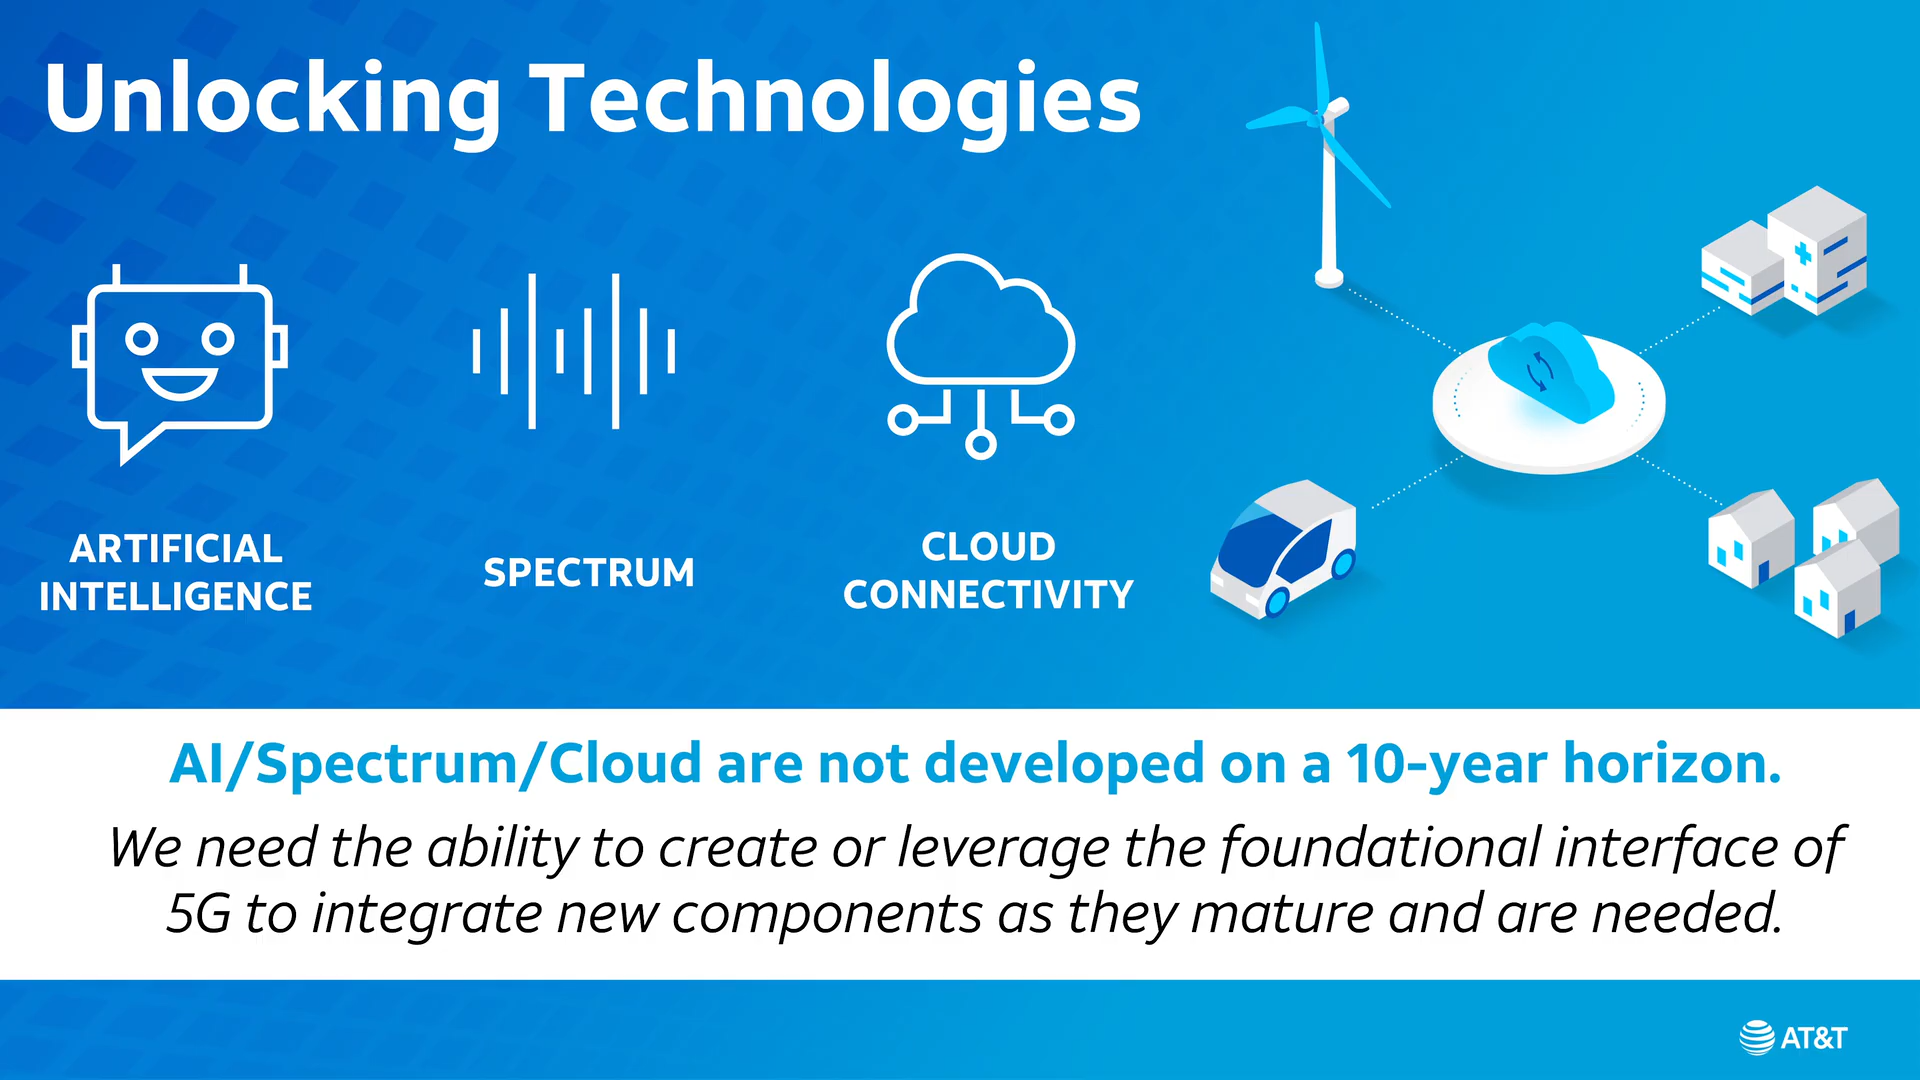 Unlocking Technologies
ARTIFICIAL
INTELLIGENCE
SPECTRUM
CLOUD
CONNECTIVITY
AI/Spectrum/Cloud are not developed on a 10-year horizon.
We need the ability to create or leverage the foundational interface of
5G to integrate new components as they mature and are needed.
AT&T